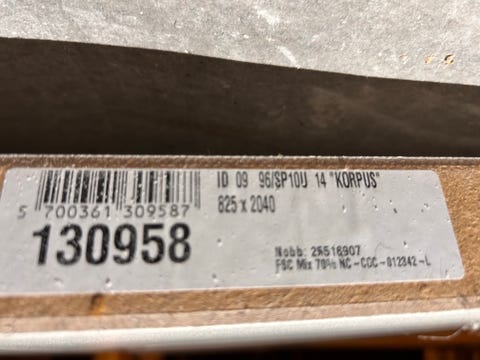 ID 09 96/SP10U 14 "KORPUS"
825 x 2040
5 700361 309587
130958
Nobb: 25516907
FSC Mix 70% NC-COC-012342-L